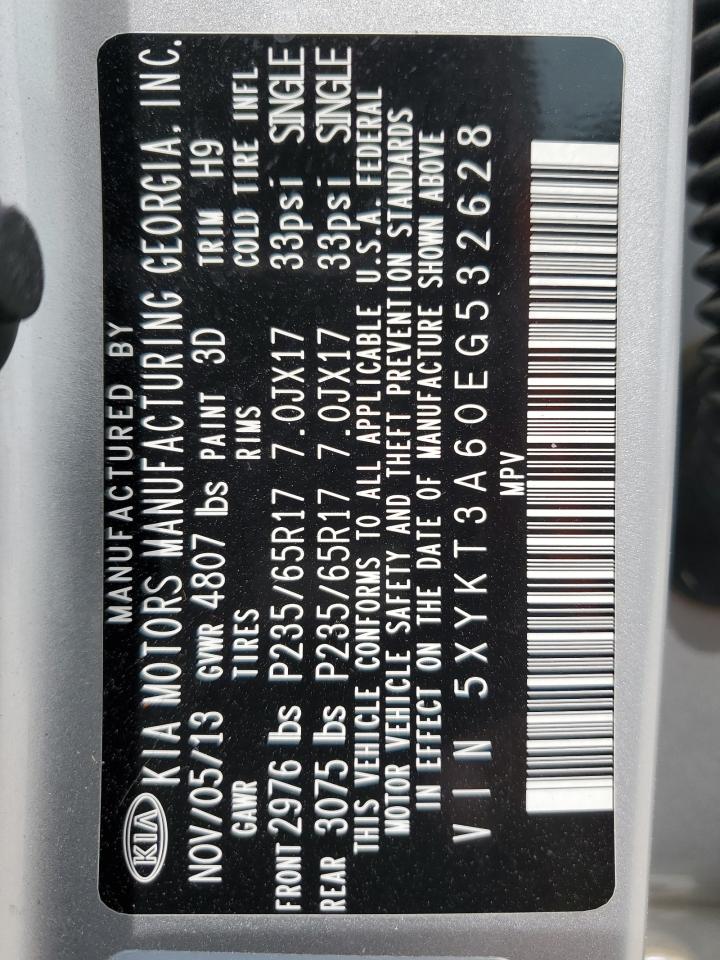 MANUFACTURED BY
KIA KIA MOTORS MANUFACTURING GEORGIA, INC.
NOV/05/13 GVWR 4807 lbs PAINT 3D TRIM H9
GAWR TIRES RIMS COLD TIRE INFL
FRONT 2976 lbs P235/65R17 7.0JX17 33psi SINGLE
REAR 3075 lbs P235/65R17 7.0JX17 33psi SINGLE
THIS VEHICLE CONFORMS TO ALL APPLICABLE U.S.A. FEDERAL
MOTOR VEHICLE SAFETY AND THEFT PREVENTION STANDARDS
IN EFFECT ON THE DATE OF MANUFACTURE SHOWN ABOVE
VIN 5XYKT3A60EG532628
MPV